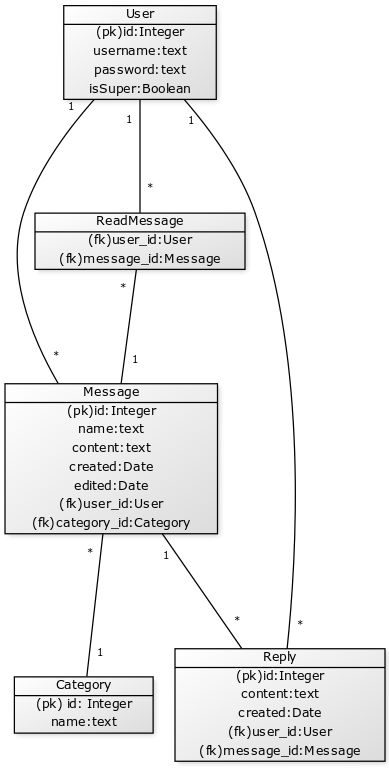 User
(pk)id:Integer
username:text
password:text
isSuper:Boolean
1
1
1
*
ReadMessage
(fk)user_id:User
(fk)message_id:Message
*
*
1
Message
(pk)id:Integer
name:text
content:text
created:Date
edited:Date
(fk)user_id:User
(fk)category_id:Category
*
1
*
*
1
Reply
(pk)id:Integer
content:text
created:Date
(fk)user_id:User
(fk)message_id:Message
Category
(pk) id: Integer
name:text